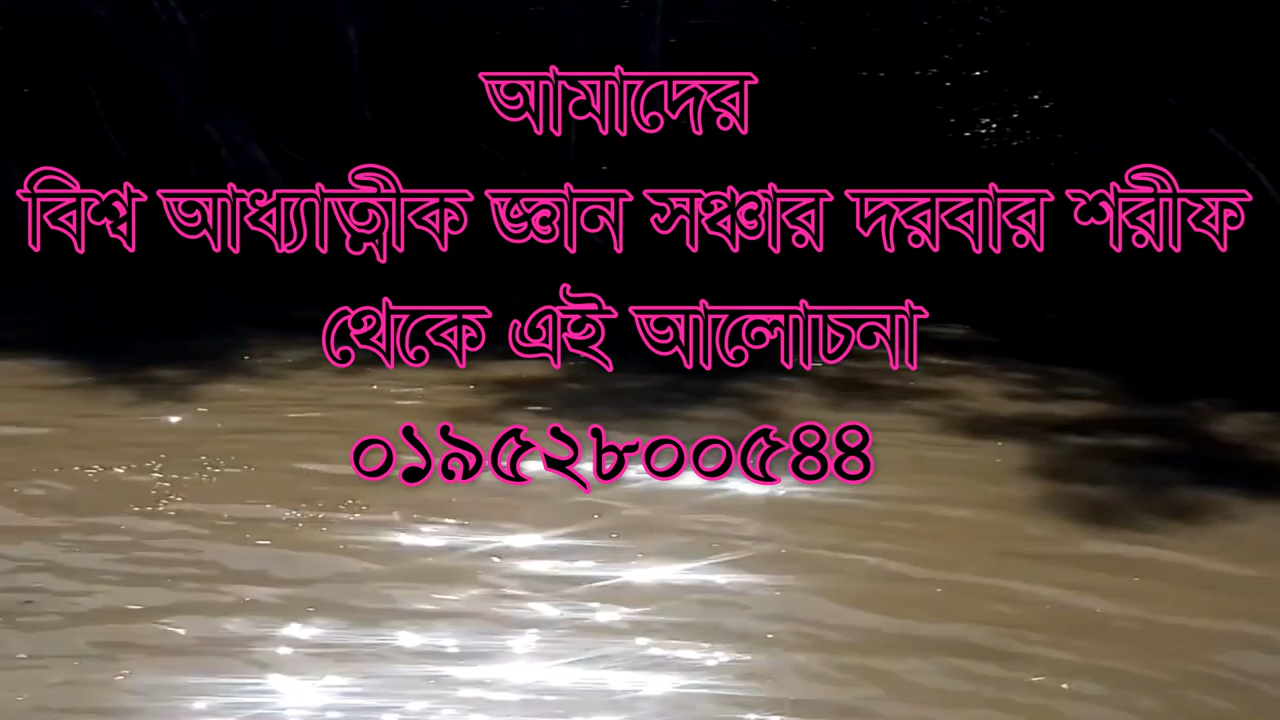 আমাদের
বিশ্ব আধ্যাত্নীক জ্ঞান সঞ্চার দরবার শরীফ
থেকে এই আলোচনা
০১৯৫২৮০০৫৪৪